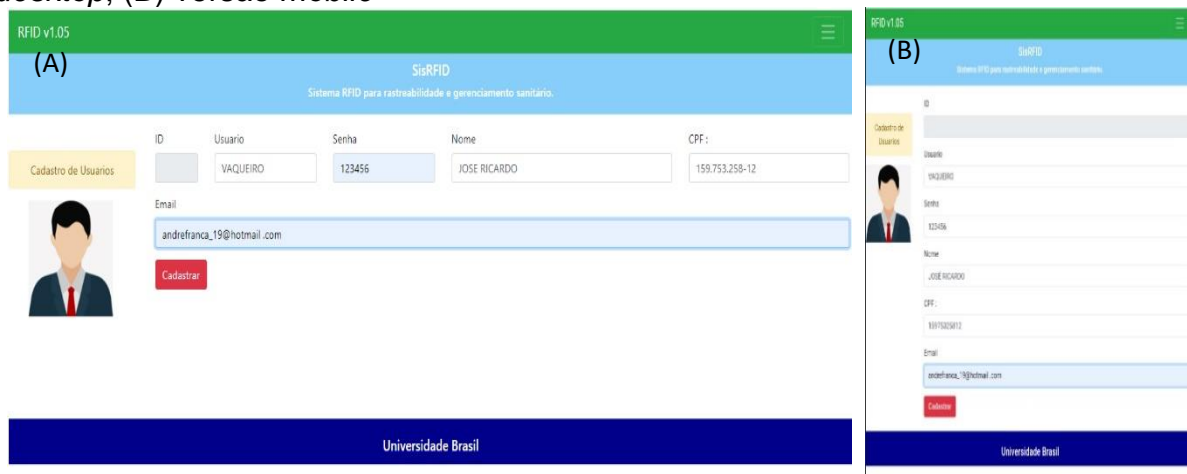 desktop; (B) versão mobile
RFID v1.05
(A)
SisRFID
Sistema RFID para rastreabilidade e gerenciamento sanitário.
Cadastro de Usuarios
ID Usuario Senha Nome CPF :
VAQUEIRO 123456 JOSE RICARDO 159.753.258-12
Email
andrefranca_19@hotmail .com
Cadastrar
Universidade Brasil
RFID v1.05
(B)
SisRFID
Sistema RFID para rastreabilidade e gerenciamento sanitário.
Cadastro de
Usuarios
ID
Usuario
VAQUEIRO
Senha
123456
Nome
JOSÉ RICARDO
CPF :
15975325812
Email
andrefranca_19@hotmail .com
Cadastrar
Universidade Brasil